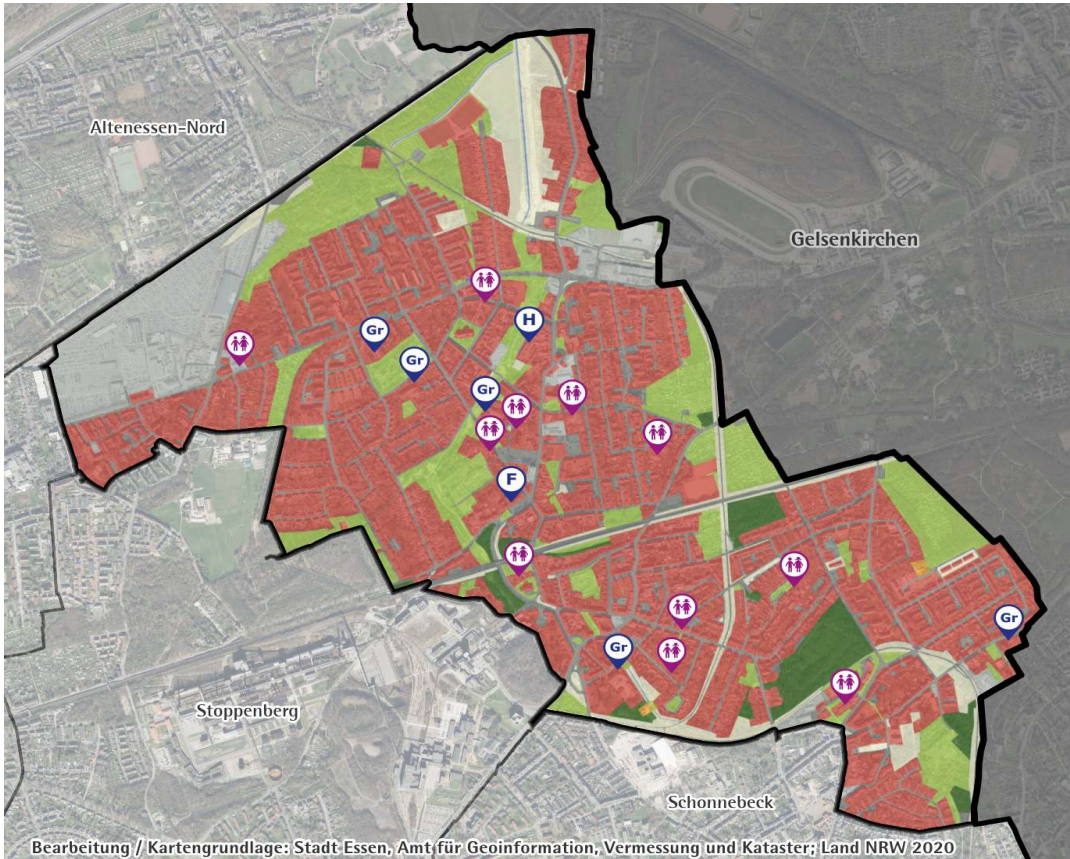 Altenessen-Nord
Gelsenkirchen
H
Gr
Gr
Gr
F
Gr
Gr
Stoppenberg
Schonnebeck
Bearbeitung / Kartengrundlage: Stadt Essen, Amt für Geoinformation, Vermessung und Kataster; Land NRW 2020